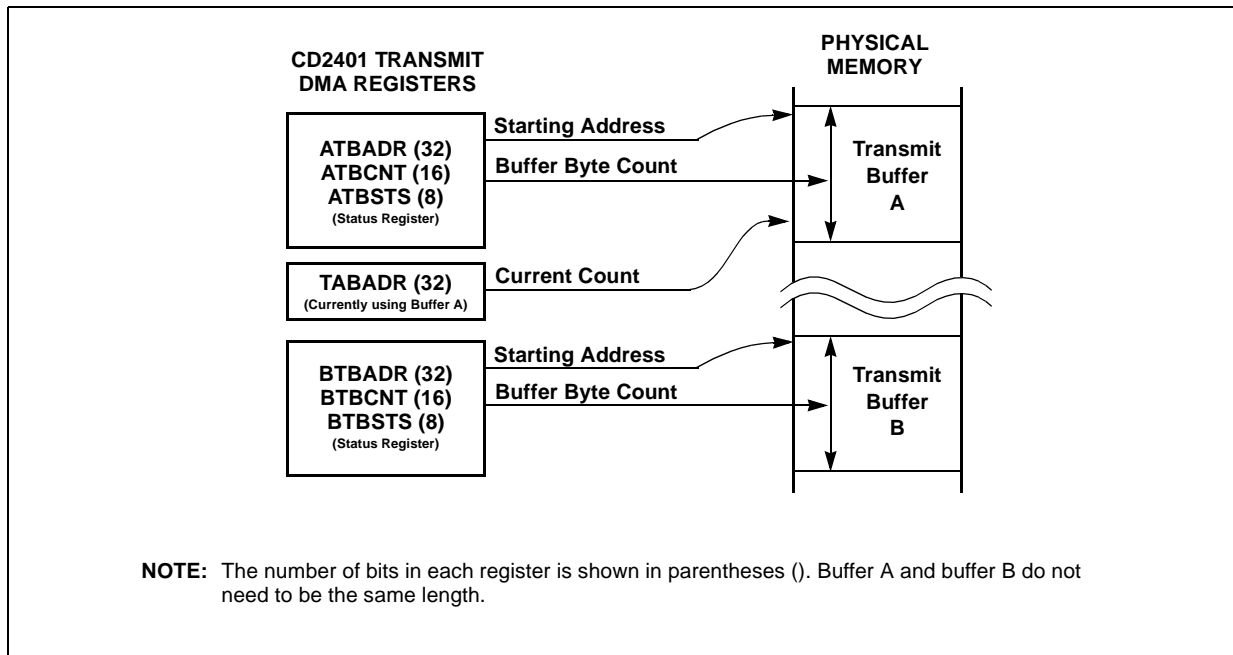 CD2401 TRANSMIT
DMA REGISTERS
PHYSICAL
MEMORY
ATBADR (32)
ATBCNT (16)
ATBSTS (8)
(Status Register)
Starting Address
Buffer Byte Count
Transmit
Buffer
A
TABADR (32)
(Currently using Buffer A)
Current Count
BTBADR (32)
BTBCNT (16)
BTBSTS (8)
(Status Register)
Starting Address
Buffer Byte Count
Transmit
Buffer
B
NOTE: The number of bits in each register is shown in parentheses (). Buffer A and buffer B do not
need to be the same length.